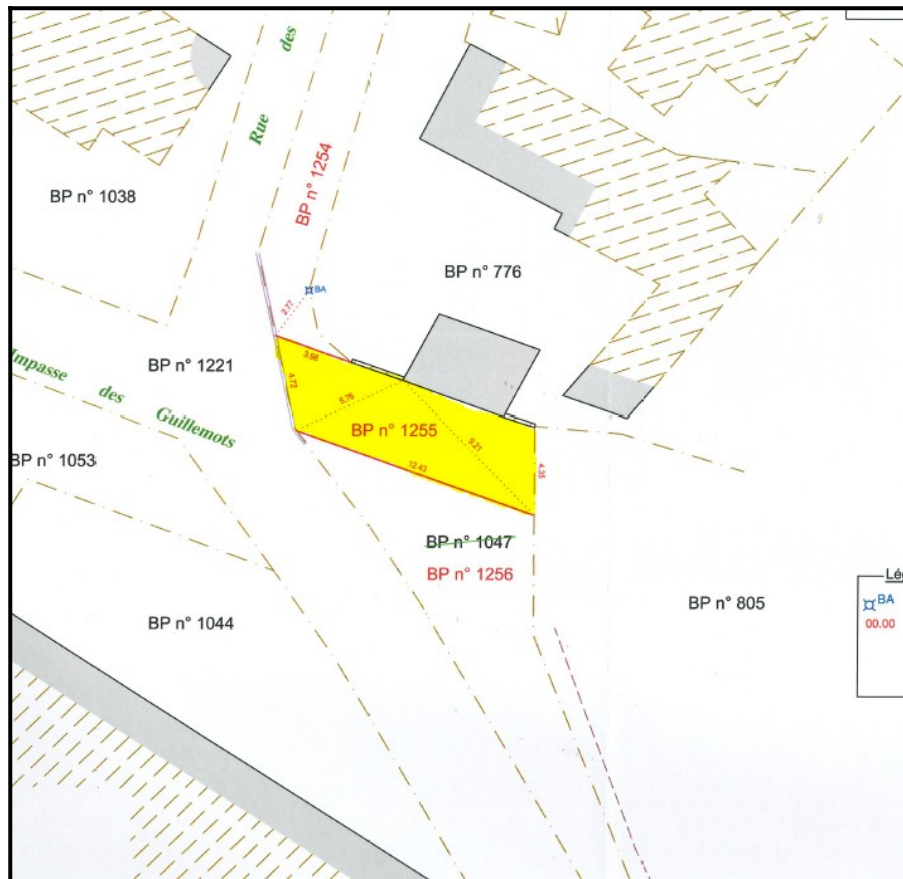 Rue des
BP n° 1254
BP n° 1038
BP n° 776
BA
2.77
3.98
BP n° 1221
4.72
5.76
Impasse des Guillemots
BP n° 1255
9.21
BP n° 1053
12.43
4.35
BP n° 1047
BP n° 1256
BP n° 805
BP n° 1044
Lé
BA
00.00